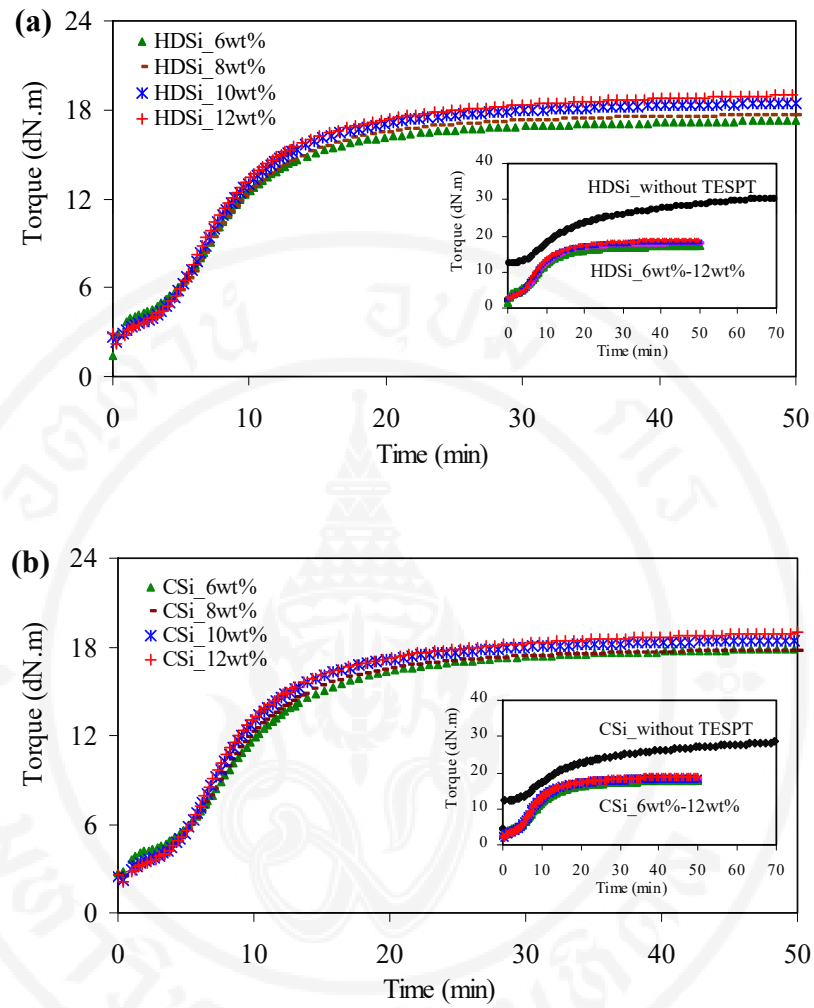 (a)
HDSi_6wt%
HDSi_8wt%
HDSi_10wt%
HDSi_12wt%
Torque (dN.m)
24
18
12
6
0
0 10 20 30 40 50
Time (min)
HDSi_without TESPT
HDSi_6wt%-12wt%
Torque (dN.m)
40
30
20
10
0
0 10 20 30 40 50 60 70
Time (min)
(b)
CSi_6wt%
CSi_8wt%
CSi_10wt%
CSi_12wt%
Torque (dN.m)
24
18
12
6
0
0 10 20 30 40 50
Time (min)
CSi_without TESPT
CSi_6wt%-12wt%
Torque (dN.m)
40
30
20
10
0
0 10 20 30 40 50 60 70
Time (min)